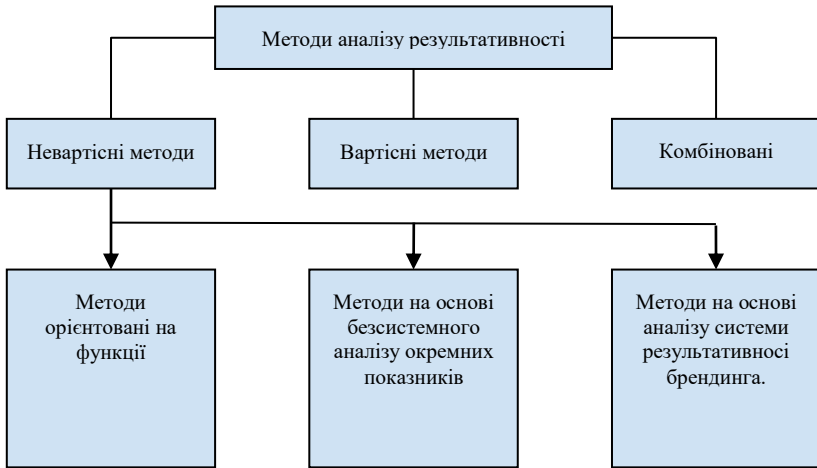 Методи аналізу результативності
Невартісні методи
Вартісні методи
Комбіновані
Методи
орієнтовані на
функції
Методи на основі
безсистемного
аналізу окремних
показників
Методи на основі
аналізу системи
результативносі
брендинга.